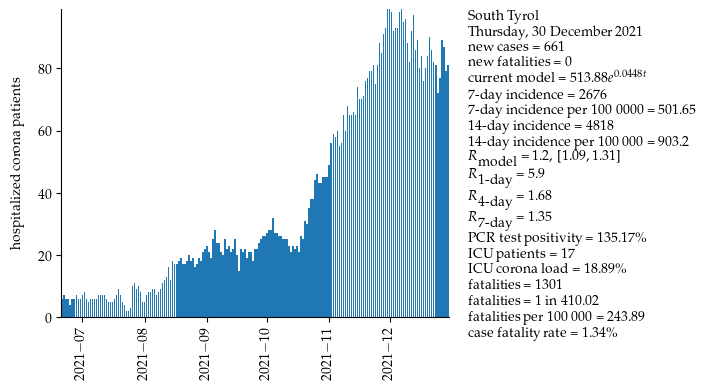 South Tyrol
Thursday, 30 December 2021
new cases = 661
new fatalities = 0
current model = 513.88e^0.0448t
7-day incidence = 2676
7-day incidence per 100 0000 = 501.65
14-day incidence = 4818
14-day incidence per 100 000 = 903.2
R_model = 1.2, [1.09, 1.31]
R_1-day = 5.9
R_4-day = 1.68
R_7-day = 1.35
PCR test positivity = 135.17%
ICU patients = 17
ICU corona load = 18.89%
fatalities = 1301
fatalities = 1 in 410.02
fatalities per 100 000 = 243.89
case fatality rate = 1.34%
hospitalized corona patients
80
60
40
20
0
2021−07
2021−08
2021−09
2021−10
2021−11
2021−12